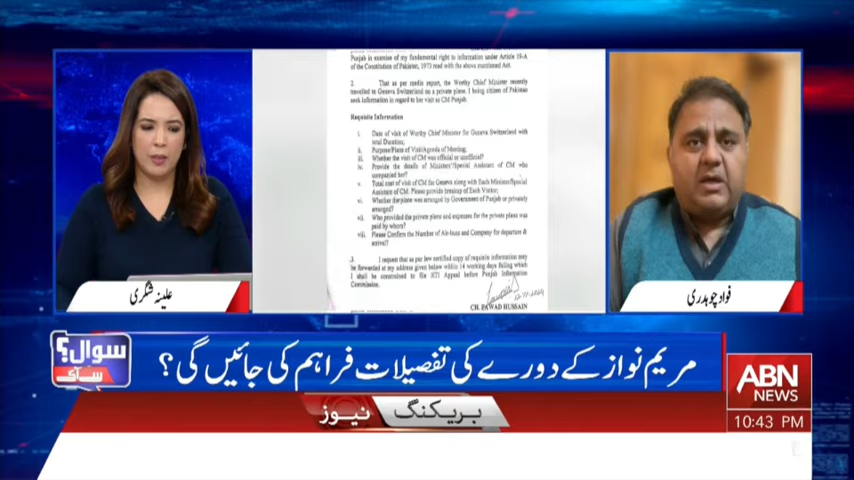 Punjab in exercise of my fundamental right to information under Article 19-A
of the Constitution of Pakistan, 1973 read with the above mentioned Act.
2. That as per media report, the Worthy Chief Minister recently
travelled to Geneva Switzerland on a private plane. I being citizen of Pakistan
seek information in regard to her visit to CM Punjab.
Requisite Information
i. Date of visit of Worthy Chief Minister for Geneva Switzerland with
total Duration;
ii. Purpose/Plans of Visit/Agenda of Meeting;
iii. Whether the visit of CM was official or unofficial?
iv. Provide the details of Ministers/Special Assistant of CM who
companied her?
v. Total cost of visit of CM for Geneva along with Each Minister/Special
Assistant of CM. Please provide breakup of Each Visitor;
vi. Whether the plane was arranged by Government of Punjab or privately
arranged?
vii. Who provided the private plane and expenses for the private plane was
paid by whom?
viii. Please Confirm the Number of Air-buss and Company for departure &
arrival?
3. I request that as per law certified copy of requisite information may
be forwarded at my address given below within 14 working days failing which
I shall be constrained to file RTI Appeal before Punjab Information
Commission.
CH. FAWAD HUSSAIN
علینہ شگری
فواد چوہدری
سوال؟
سے آگے
مریم نواز کے دورے کی تفصیلات فراہم کی جائیں گی؟
بریکنگ نیوز
ABN
NEWS
10:43 PM